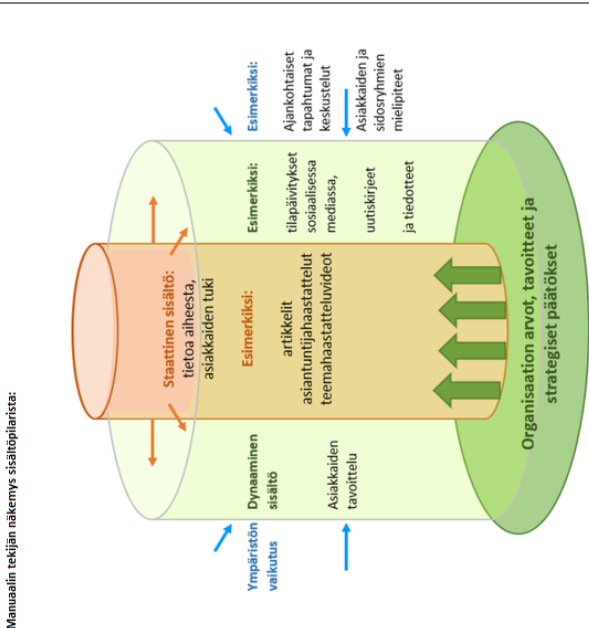 Manuaalin tekijän näkemys sisältöpilarista:
Ympäristön
vaikutus
Dynaaminen
sisältö
Asiakkaiden
tavoittelu
Staattinen sisältö:
tietoa aiheesta,
asiakkaiden tuki
Esimerkiksi:
artikkelit
asiantuntijahaastattelut
teemahaastatteluvideot
Esimerkiksi:
tilapäivitykset
sosiaalisessa
mediassa,
uutiskirjeet
ja tiedotteet
Esimerkiksi:
Ajankohtaiset
tapahtumat ja
keskustelut
Asiakkaiden ja
sidosryhmien
mielipiteet
Organisaation arvot, tavoitteet ja
strategiset päätökset